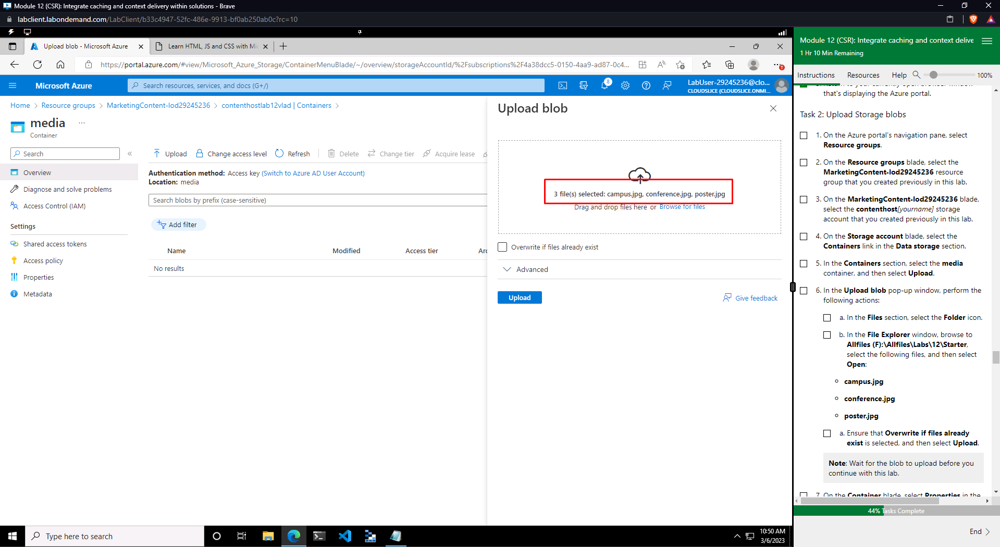 Module 12 (CSR): Integrate caching and context delivery within solutions - Brave
labclient.labondemand.com/LabClient/b33c4947-52fc-486e-9913-bf0ab250ab0c?rc=10
Upload blob - Microsoft Azure
Learn HTML, JS and CSS with Mic
https://portal.azure.com/#view/Microsoft_Azure_Storage/ContainerMenuBlade/~/overview/storageAccountId/%2Fsubscriptions%2F4a38dcc5-0150-4aa9-ad87-0c4...
Microsoft Azure
Search resources, services, and docs (G+/)
8
LabUser-29245236@clo...
CLOUDSLICE (CLOUDSLICE.ONMI...
Home > Resource groups > MarketingContent-lod29245236 > contenthostlab12vlad | Containers >
media
...
Container
Search
«
Overview
Diagnose and solve problems
Access Control (IAM)
Settings
Shared access tokens
Access policy
Properties
Metadata
Upload
Change access level
Refresh
Delete
Change tier
Acquire lease
Authentication method: Access key (Switch to Azure AD User Account)
Location: media
Search blobs by prefix (case-sensitive)
Add filter
Name
Modified
Access tier
Arc
No results
Upload blob
3 file(s) selected: campus.jpg, conference.jpg, poster.jpg
Drag and drop files here or Browse for files
Overwrite if files already exist
Advanced
Upload
Give feedback
Module 12 (CSR): Integrate caching and context delive
1 Hr 10 Min Remaining
Instructions
Resources
Help
100%
that's displaying the Azure portal.
Task 2: Upload Storage blobs
1. On the Azure portal's navigation pane, select
Resource groups.
2. On the Resource groups blade, select the
MarketingContent-lod29245236 resource
group that you created previously in this lab.
3. On the MarketingContent-lod29245236 blade,
select the contenthost[yourname] storage
account that you created previously in this lab.
4. On the Storage account blade, select the
Containers link in the Data storage section.
5. In the Containers section, select the media
container, and then select Upload.
6. In the Upload blob pop-up window, perform the
following actions:
a. In the Files section, select the Folder icon.
b. In the File Explorer window, browse to
Allfiles (F):\Allfiles\Labs\12\Starter,
select the following files, and then select
Open:
campus.jpg
conference.jpg
poster.jpg
a. Ensure that Overwrite if files already
exist is selected, and then select Upload.
Note: Wait for the blob to upload before you
continue with this lab.
7. On the Container blade, select Properties in the
44% Tasks Complete
End >
Type here to search
10:50 AM
3/6/2023